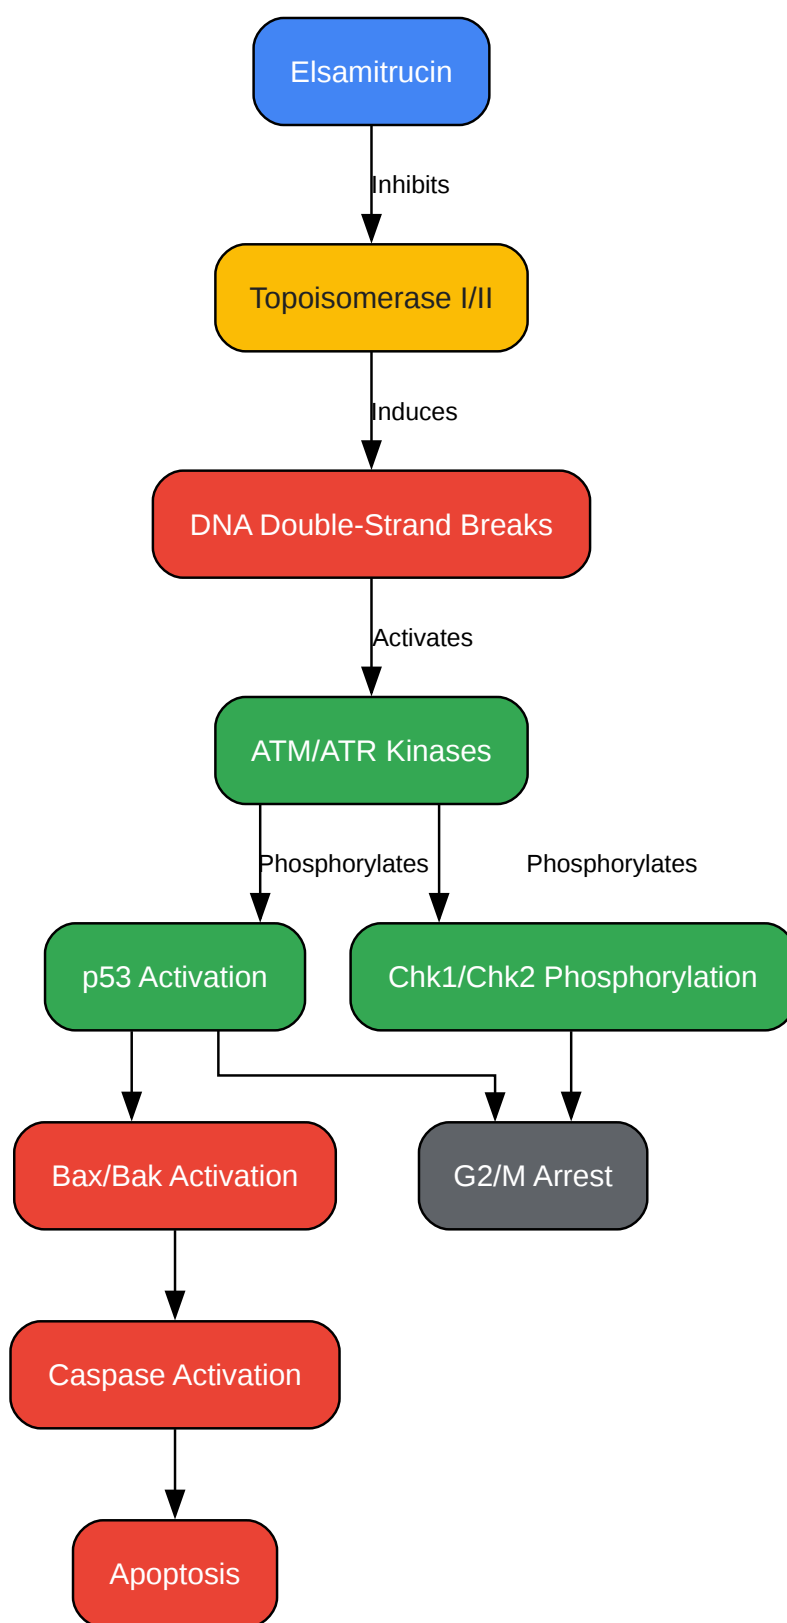 Elsamitrucin
Inhibits
Topoisomerase I/II
Induces
DNA Double-Strand Breaks
Activates
ATM/ATR Kinases
Phosphorylates
Phosphorylates
p53 Activation
Chk1/Chk2 Phosphorylation
Bax/Bak Activation
G2/M Arrest
Caspase Activation
Apoptosis